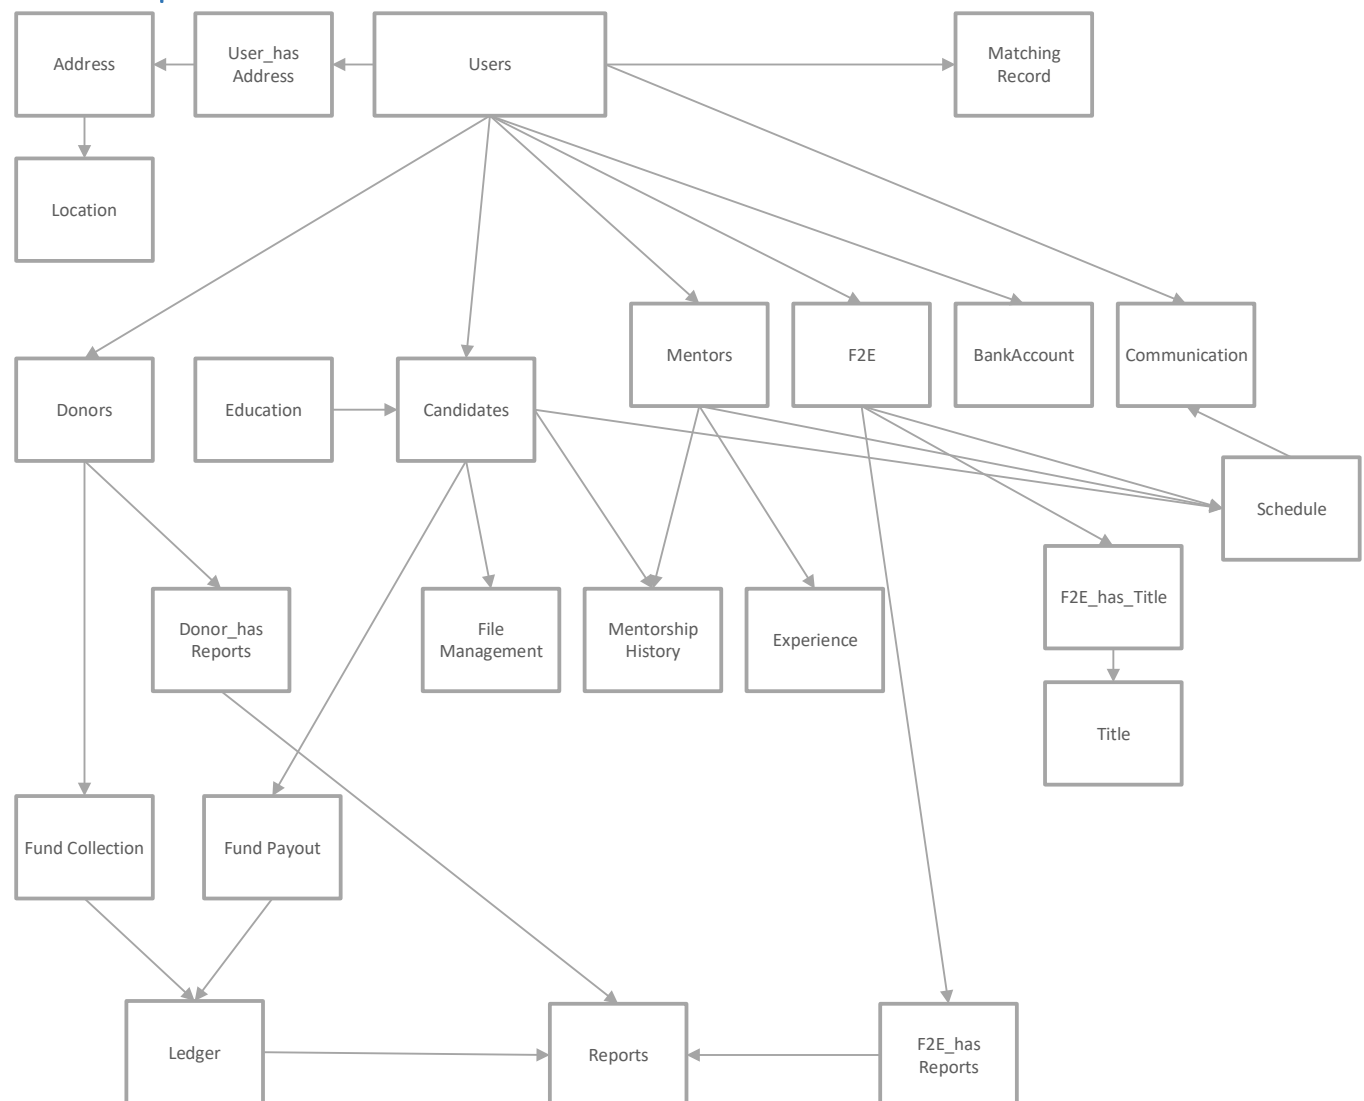 Address
User_has
Address
Users
Matching
Record
Location
Mentors
F2E
BankAccount
Communication
Donors
Education
Candidates
Schedule
F2E_has_Title
Donor_has
Reports
File
Management
Mentorship
History
Experience
Title
Fund Collection
Fund Payout
Ledger
Reports
F2E_has
Reports